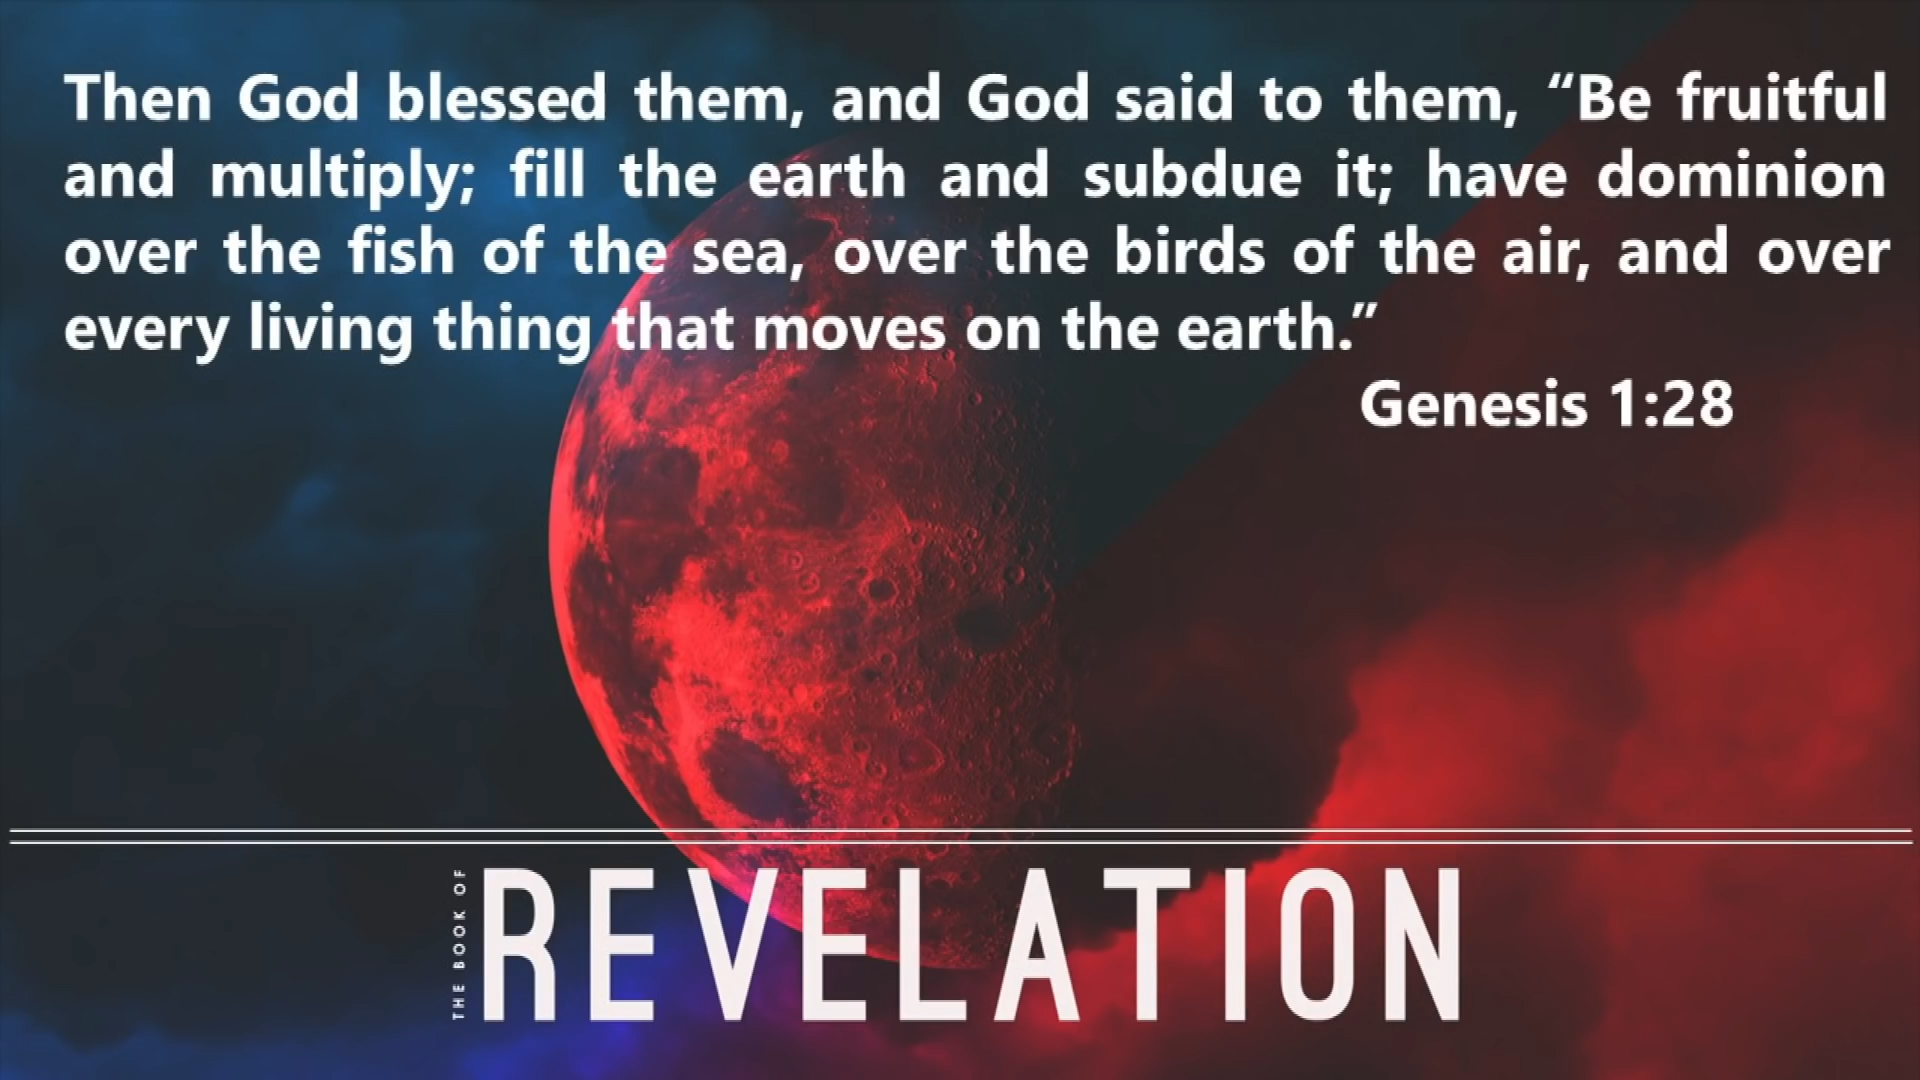 Then God blessed them, and God said to them, “Be fruitful
and multiply; fill the earth and subdue it; have dominion
over the fish of the sea, over the birds of the air, and over
every living thing that moves on the earth.”
Genesis 1:28
THE BOOK OF
REVELATION